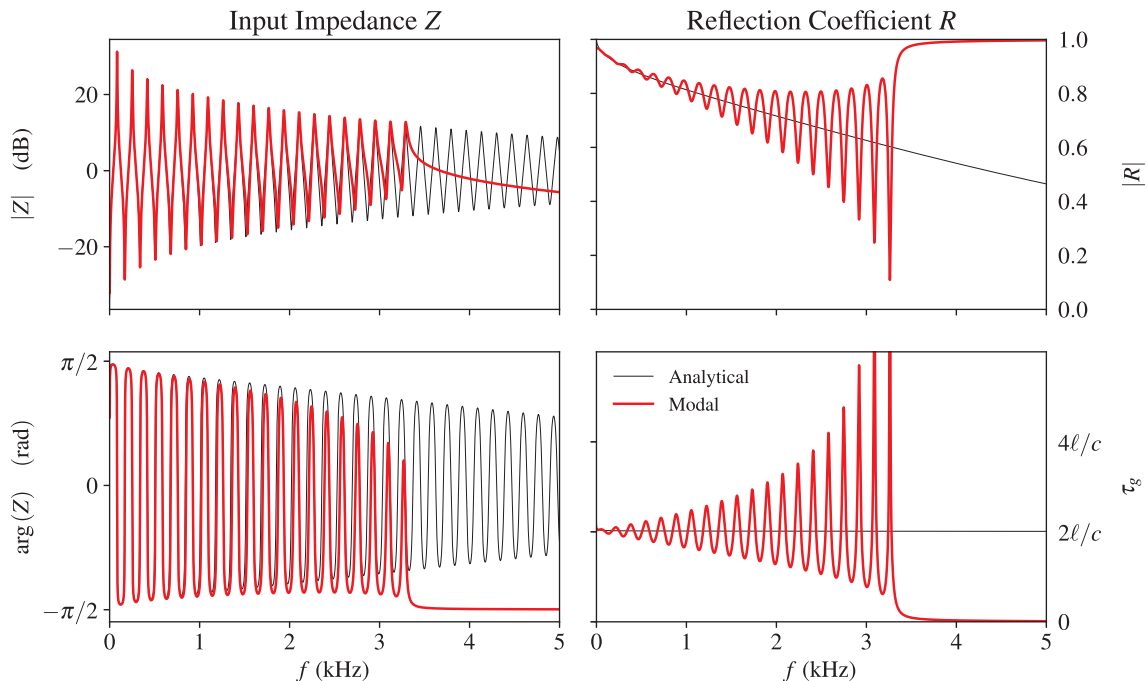 Input Impedance Z
Reflection Coefficient R
|Z| (dB)
20
0
−20
1.0
0.8
0.6
0.4
0.2
0.0
|R|
arg (Z) (rad)
π/2
0
−π/2
0 1 2 3 4 5
f (kHz)
Analytical
Modal
4ℓ/c
2ℓ/c
0
τg
0 1 2 3 4 5
f (kHz)